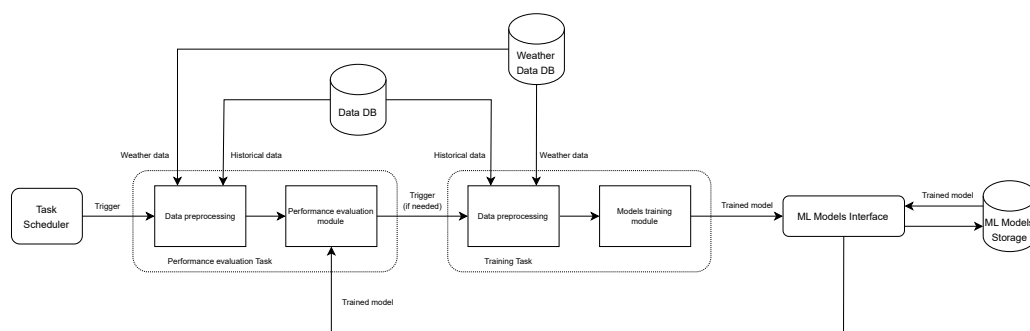 Weather
Data DB
Data DB
Weather data
Historical data
Historical data
Weather data
Task
Scheduler
Trigger
Data preprocessing
Performance evaluation
module
Trigger
(if needed)
Data preprocessing
Models training
module
Trained model
ML Models Interface
Trained model
ML Models
Storage
Performance evaluation Task
Training Task
Trained model